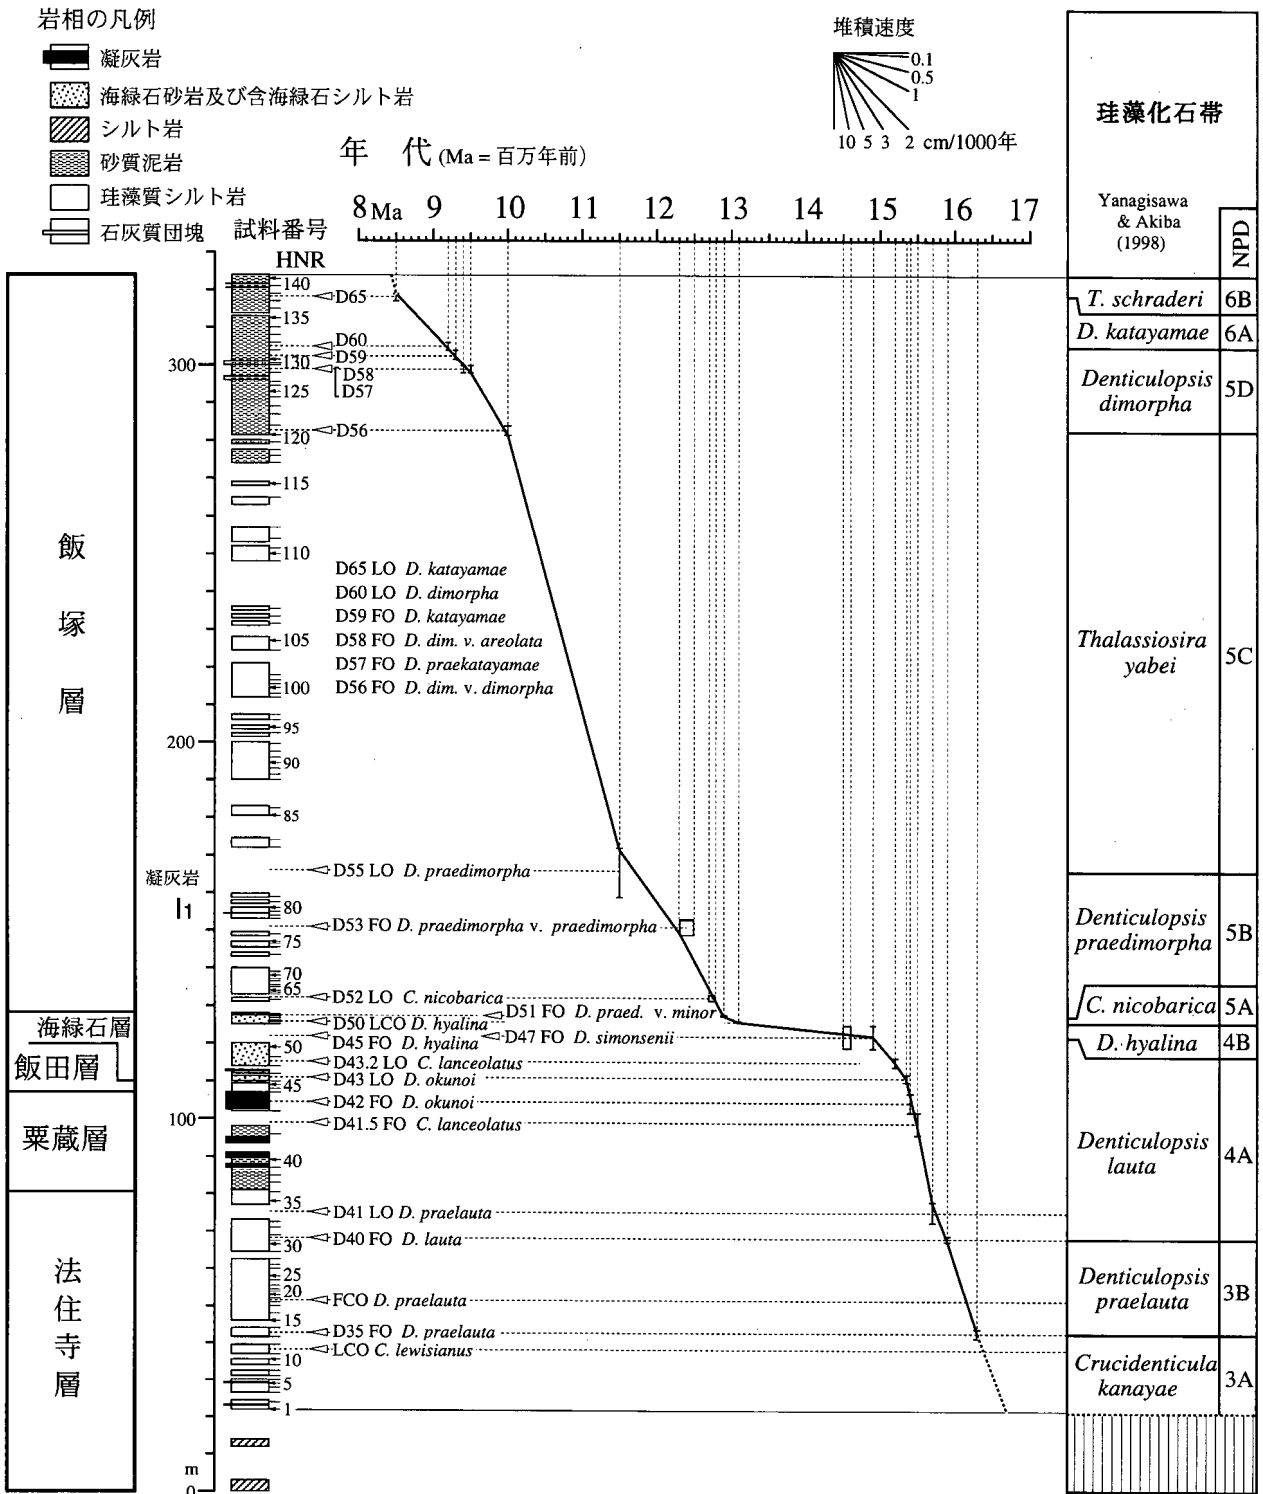 岩相の凡例
凝灰岩
海緑石砂岩及び含海緑石シルト岩
シルト岩
砂質泥岩
珪藻質シルト岩
石灰質団塊
試料番号
HNR
年 代 (Ma = 百万年前)
8 Ma 9 10 11 12 13 14 15 16 17
堆積速度
0.1
0.5
1
10 5 3 2 cm/1000年
珪藻化石帯
Yanagisawa
& Akiba
(1998)
NPD
T. schraderi 6B
D. katayamae 6A
Denticulopsis
dimorpha
5D
Thalassiosira
yabei
5C
Denticulopsis
praedimorpha
5B
C. nicobarica 5A
D. hyalina 4B
Denticulopsis
lauta
4A
Denticulopsis
praelauta
3B
Crucidenticula
kanayae
3A
飯塚層
海緑石層
飯田層
粟蔵層
法住寺層
300
200
凝灰岩
I1
100
m
0
140
135
130
125
120
115
110
105
100
95
90
85
80
75
70
65
50
45
40
35
30
25
20
15
10
5
1
D65
D60
D59
D58
D57
D56
D65 LO D. katayamae
D60 LO D. dimorpha
D59 FO D. katayamae
D58 FO D. dim. v. areolata
D57 FO D. praekatayamae
D56 FO D. dim. v. dimorpha
D55 LO D. praedimorpha
D53 FO D. praedimorpha v. praedimorpha
D52 LO C. nicobarica
D51 FO D. praed. v. minor
D50 LCO D. hyalina
D47 FO D. simonsenii
D45 FO D. hyalina
D43.2 LO C. lanceolatus
D43 LO D. okunoi
D42 FO D. okunoi
D41.5 FO C. lanceolatus
D41 LO D. praelauta
D40 FO D. lauta
FCO D. praelauta
D35 FO D. praelauta
LCO C. lewisianus